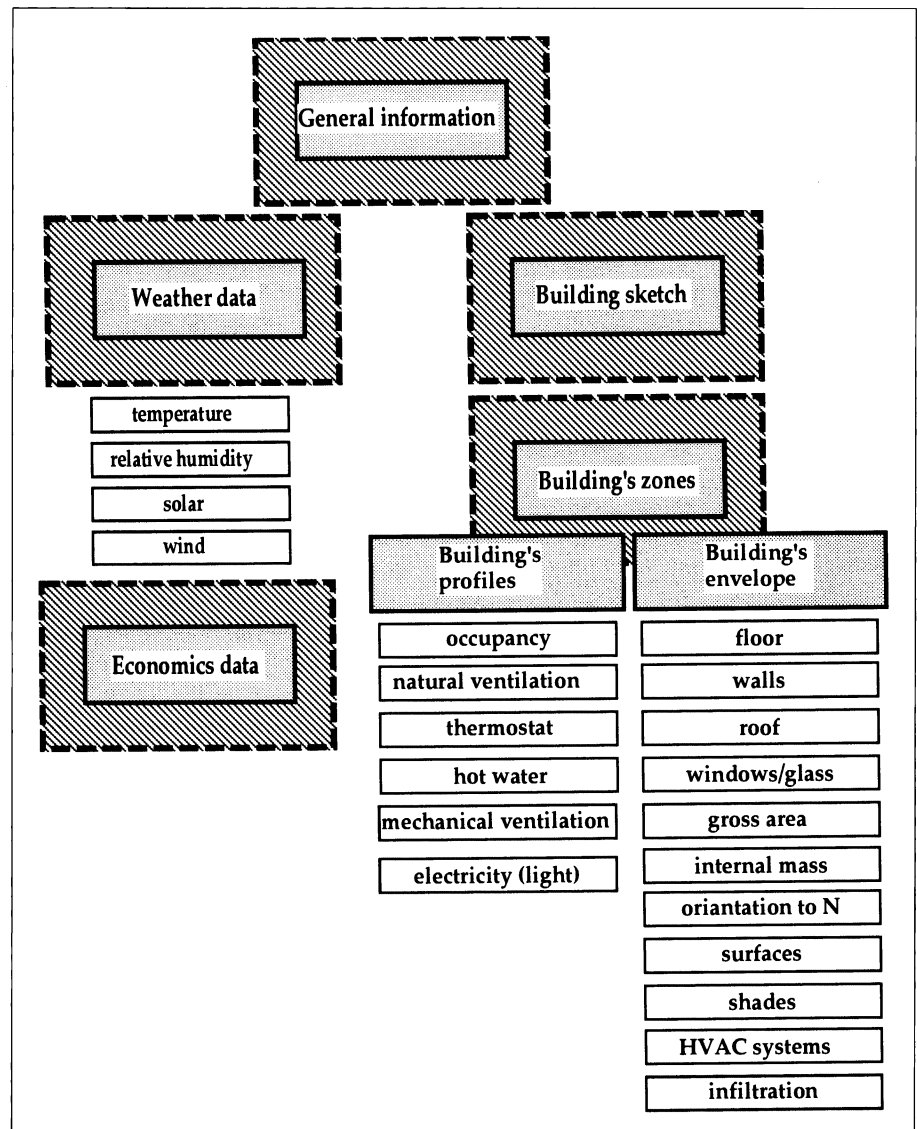 General information
Weather data
temperature
relative humidity
solar
wind
Economics data
Building sketch
Building's zones
Building's
profiles
occupancy
natural ventilation
thermostat
hot water
mechanical ventilation
electricity (light)
Building's
envelope
floor
walls
roof
windows/glass
gross area
internal mass
oriantation to N
surfaces
shades
HVAC systems
infiltration